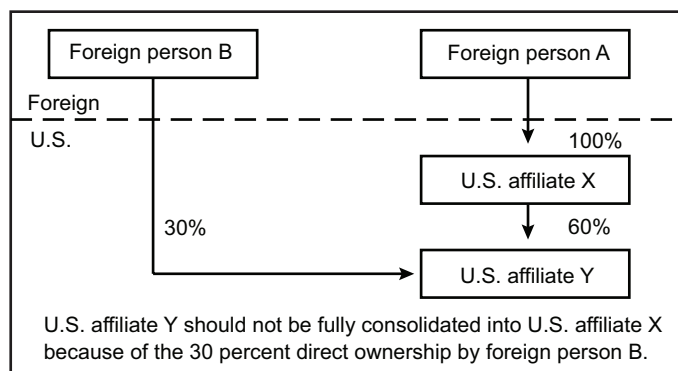 Foreign person B
Foreign person A
Foreign
U.S.
100%
U.S. affiliate X
30%
60%
U.S. affiliate Y
U.S. affiliate Y should not be fully consolidated into U.S. affiliate X
because of the 30 percent direct ownership by foreign person B.